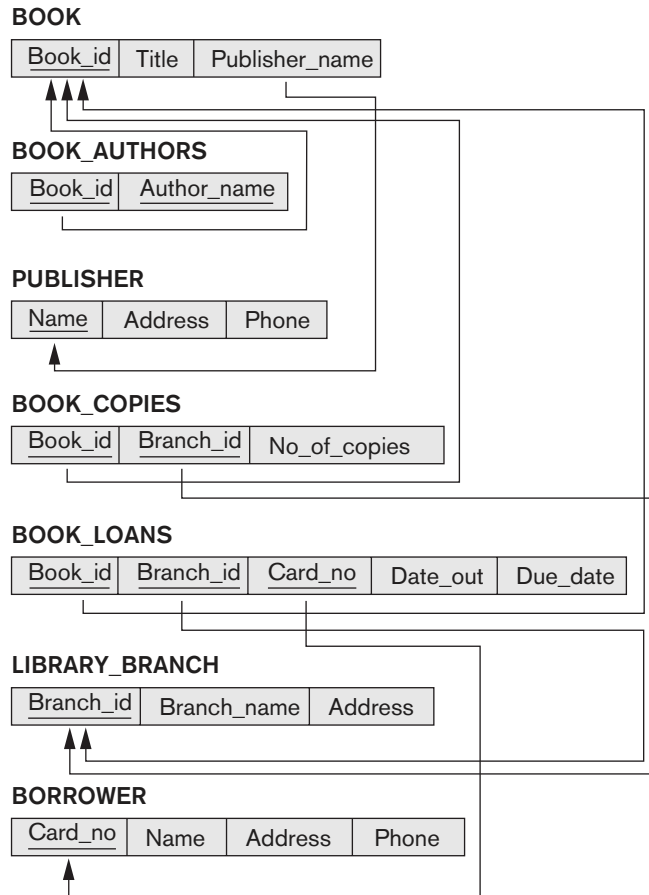 BOOK
Book_id Title Publisher_name
BOOK_AUTHORS
Book_id Author_name
PUBLISHER
Name Address Phone
BOOK_COPIES
Book_id Branch_id No_of_copies
BOOK_LOANS
Book_id Branch_id Card_no Date_out Due_date
LIBRARY_BRANCH
Branch_id Branch_name Address
BORROWER
Card_no Name Address Phone